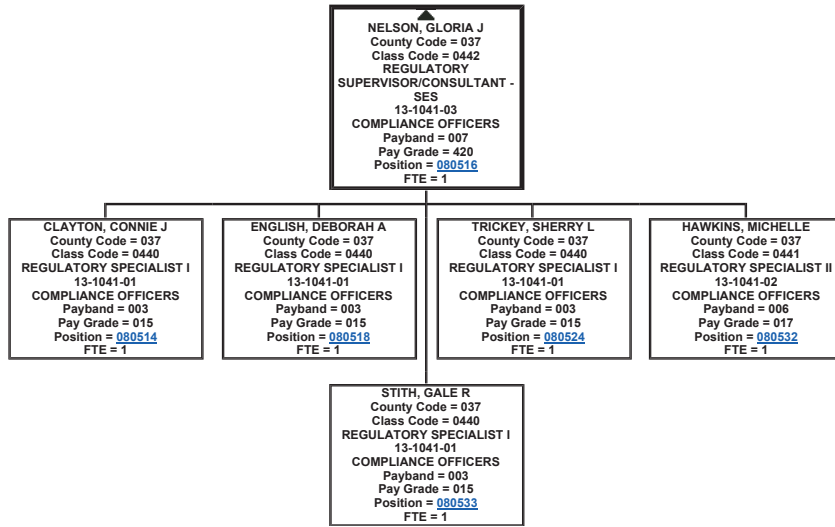 NELSON, GLORIA J
County Code = 037
Class Code = 0442
REGULATORY
SUPERVISOR/CONSULTANT -
SES
13-1041-03
COMPLIANCE OFFICERS
Payband = 007
Pay Grade = 420
Position = 080516
FTE = 1
CLAYTON, CONNIE J
County Code = 037
Class Code = 0440
REGULATORY SPECIALIST I
13-1041-01
COMPLIANCE OFFICERS
Payband = 003
Pay Grade = 015
Position = 080514
FTE = 1
ENGLISH, DEBORAH A
County Code = 037
Class Code = 0440
REGULATORY SPECIALIST I
13-1041-01
COMPLIANCE OFFICERS
Payband = 003
Pay Grade = 015
Position = 080518
FTE = 1
TRICKEY, SHERRY L
County Code = 037
Class Code = 0440
REGULATORY SPECIALIST I
13-1041-01
COMPLIANCE OFFICERS
Payband = 003
Pay Grade = 015
Position = 080524
FTE = 1
HAWKINS, MICHELLE
County Code = 037
Class Code = 0441
REGULATORY SPECIALIST II
13-1041-02
COMPLIANCE OFFICERS
Payband = 006
Pay Grade = 017
Position = 080532
FTE = 1
STITH, GALE R
County Code = 037
Class Code = 0440
REGULATORY SPECIALIST I
13-1041-01
COMPLIANCE OFFICERS
Payband = 003
Pay Grade = 015
Position = 080533
FTE = 1